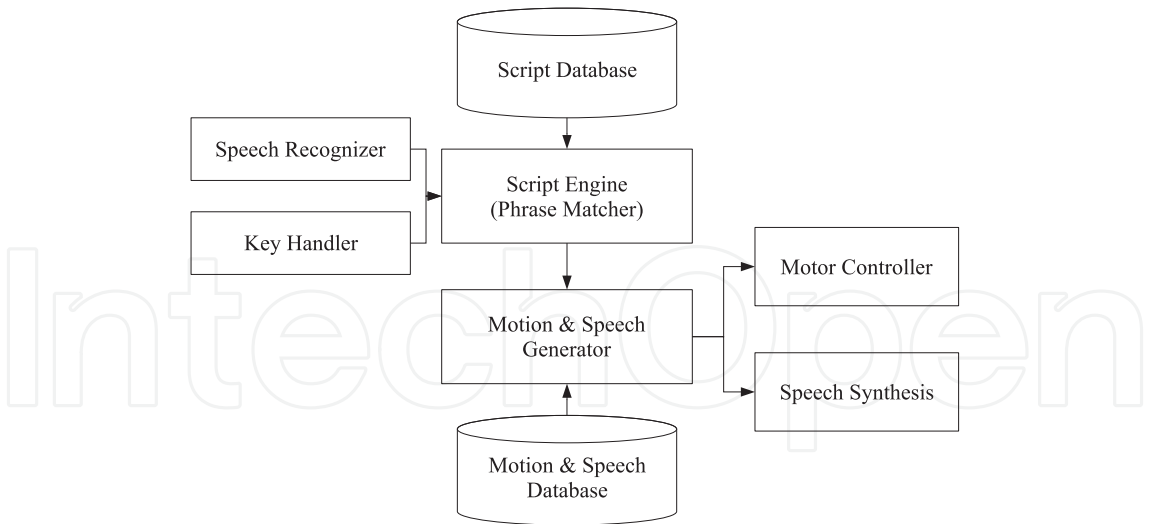 Script Database
Speech Recognizer
Script Engine
(Phrase Matcher)
Key Handler
Motor Controller
Motion & Speech
Generator
Speech Synthesis
Motion & Speech
Database
IntechOpen